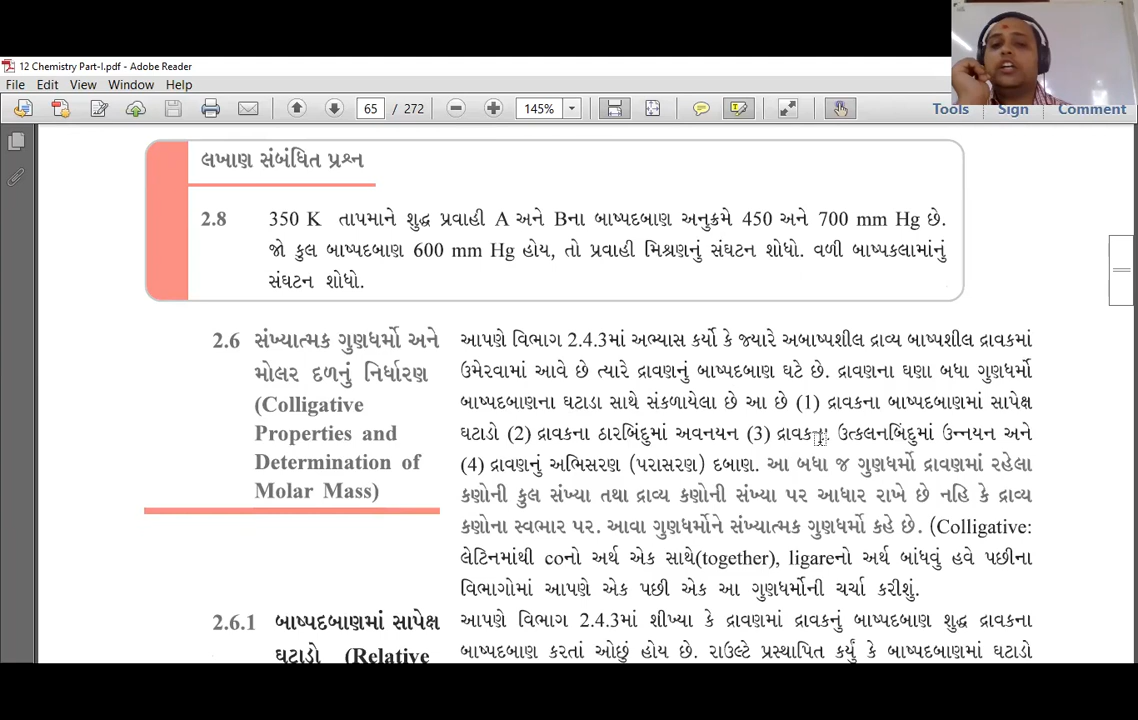 12 Chemistry Part-I.pdf - Adobe Reader
File Edit View Window Help
65 / 272 145% Tools Sign Comment
લખાણ સંબંધિત પ્રશ્ન
2.8 350 K તાપમાને શુદ્ધ પ્રવાહી A અને Bના બાષ્પદબાણ અનુક્રમે 450 અને 700 mm Hg છે.
જો કુલ બાષ્પદબાણ 600 mm Hg હોય, તો પ્રવાહી મિશ્રણનું સંઘટન શોધો. વળી બાષ્પકલામાંનું
સંઘટન શોધો.
2.6 સંખ્યાત્મક ગુણધર્મો અને
મોલર દળનું નિર્ધારણ
(Colligative
Properties and
Determination of
Molar Mass)
આપણે વિભાગ 2.4.3માં અભ્યાસ કર્યો કે જ્યારે અબાષ્પશીલ દ્રાવ્ય બાષ્પશીલ દ્રાવકમાં
ઉમેરવામાં આવે છે ત્યારે દ્રાવણનું બાષ્પદબાણ ઘટે છે. દ્રાવણના ઘણા બધા ગુણધર્મો
બાષ્પદબાણના ઘટાડા સાથે સંકળાયેલા છે આ છે (1) દ્રાવકના બાષ્પદબાણમાં સાપેક્ષ
ઘટાડો (2) દ્રાવકના ઠારબિંદુમાં અવનયન (3) દ્રાવકના ઉત્કલનબિંદુમાં ઉન્નયન અને
(4) દ્રાવણનું અભિસરણ (પરાસરણ) દબાણ. આ બધા જ ગુણધર્મો દ્રાવણમાં રહેલા
કણોની કુલ સંખ્યા તથા દ્રાવ્ય કણોની સંખ્યા પર આધાર રાખે છે નહિ કે દ્રાવ્ય
કણોના સ્વભાર પર. આવા ગુણધર્મોને સંખ્યાત્મક ગુણધર્મો કહે છે. (Colligative:
લેટિનમાંથી coનો અર્થ એક સાથે(together), ligareનો અર્થ બાંધવું હવે પછીના
વિભાગોમાં આપણે એક પછી એક આ ગુણધર્મોની ચર્ચા કરીશું.
2.6.1 બાષ્પદબાણમાં સાપેક્ષ
ઘટાડો (Relative
આપણે વિભાગ 2.4.3માં શીખ્યા કે દ્રાવણમાં દ્રાવકનું બાષ્પદબાણ શુદ્ધ દ્રાવકના
બાષ્પદબાણ કરતાં ઓછું હોય છે. રાઉલ્ટે પ્રસ્થાપિત કર્યું કે બાષ્પદબાણમાં ઘટાડો